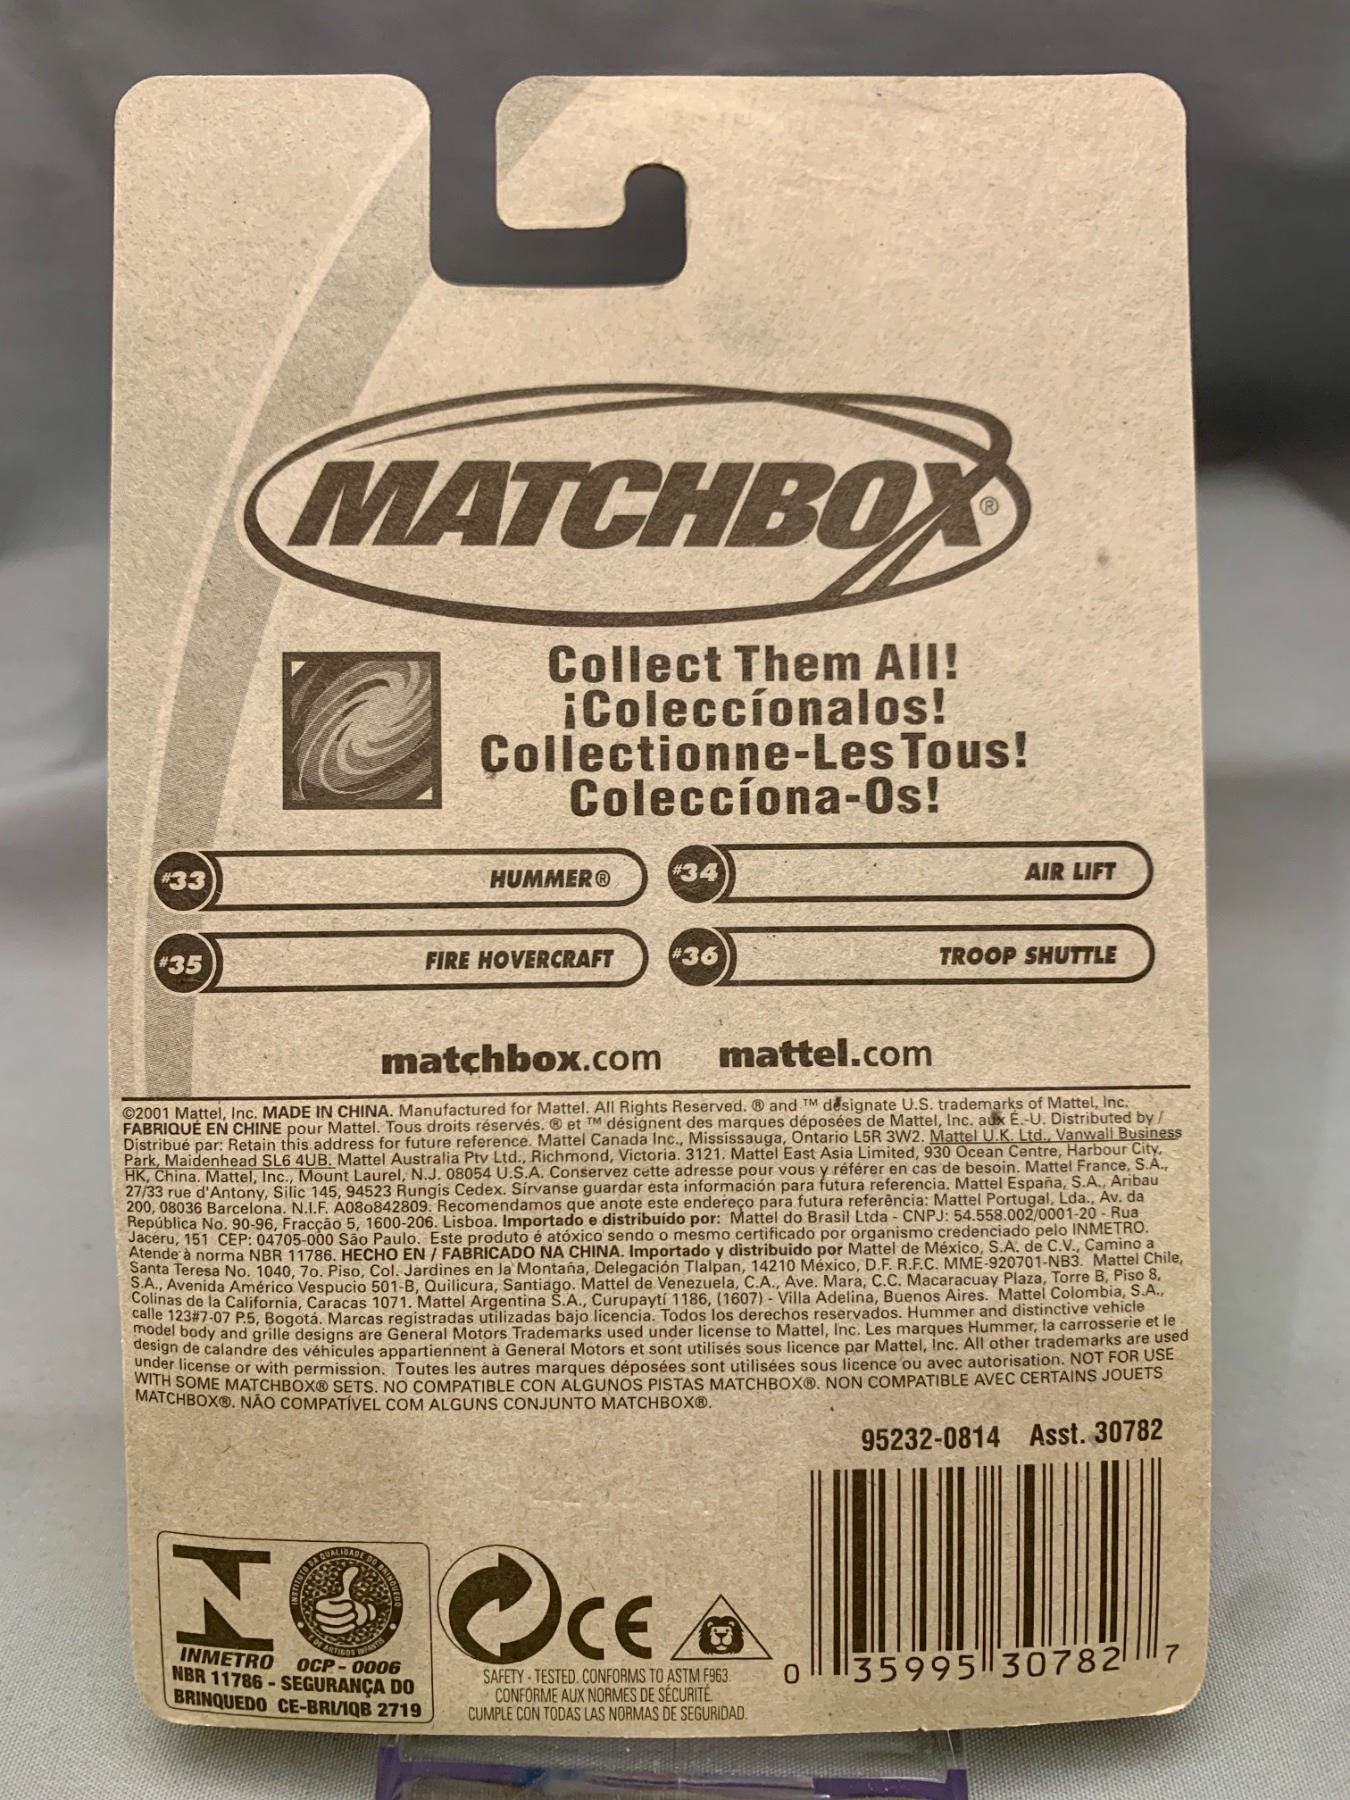 MATCHBOX®
Collect Them All!
¡Coleccíonalos!
Collectionne-Les Tous!
Coleccíona-Os!
#33 HUMMER®
#34 AIR LIFT
#35 FIRE HOVERCRAFT
#36 TROOP SHUTTLE
matchbox.com mattel.com
©2001 Mattel, Inc. MADE IN CHINA. Manufactured for Mattel. All Rights Reserved. ® and ™ designate U.S. trademarks of Mattel, Inc.
FABRIQUÉ EN CHINE pour Mattel. Tous droits réservés. ® et ™ désignent des marques déposées de Mattel, Inc. aux É.-U. Distributed by /
Distribué par: Retain this address for future reference. Mattel Canada Inc., Mississauga, Ontario L5R 3W2. Mattel U.K. Ltd., Vanwall Business
Park, Maidenhead SL6 4UB. Mattel Australia Pty Ltd., Richmond, Victoria. 3121. Mattel East Asia Limited, 930 Ocean Centre, Harbour City,
HK, China. Mattel, Inc., Mount Laurel, N.J. 08054 U.S.A. Conservez cette adresse pour vous y référer en cas de besoin. Mattel France, S.A.,
27/33 rue d'Antony, Silic 145, 94523 Rungis Cedex. Sírvanse guardar esta información para futura referencia. Mattel España, S.A., Aribau
200, 08036 Barcelona. N.I.F. A08o842809. Recomendamos que anote este endereço para futura referência: Mattel Portugal, Lda., Av. da
República No. 90-96, Fracção 5, 1600-206. Lisboa. Importado e distribuído por: Mattel do Brasil Ltda - CNPJ: 54.558.002/0001-20 - Rua
Jaceru, 151 CEP: 04705-000 São Paulo. Este produto é atóxico sendo o mesmo certificado por organismo credenciado pelo INMETRO.
Atende à norma NBR 11786. HECHO EN / FABRICADO NA CHINA. Importado y distribuido por Mattel de México, S.A. de C.V., Camino a
Santa Teresa No. 1040, 7o. Piso, Col. Jardines en la Montaña, Delegación Tlalpan, 14210 México, D.F. R.F.C. MME-920701-NB3. Mattel Chile,
S.A., Avenida Américo Vespucio 501-B, Quilicura, Santiago. Mattel de Venezuela, C.A., Ave. Mara, C.C. Macaracuay Plaza, Torre B, Piso 8,
Colinas de la California, Caracas 1071. Mattel Argentina S.A., Curupaytí 1186, (1607) - Villa Adelina, Buenos Aires. Mattel Colombia, S.A.,
calle 123#7-07 P.5, Bogotá. Marcas registradas utilizadas bajo licencia. Todos los derechos reservados. Hummer and distinctive vehicle
model body and grille designs are General Motors Trademarks used under license to Mattel, Inc. Les marques Hummer, la carrosserie et le
design de calandre des véhicules appartiennent à General Motors et sont utilisés sous licence par Mattel, Inc. All other trademarks are used
under license or with permission. Toutes les autres marques déposées sont utilisées sous licence ou avec autorisation. NOT FOR USE
WITH SOME MATCHBOX® SETS. NO COMPATIBLE CON ALGUNOS PISTAS MATCHBOX®. NON COMPATIBLE AVEC CERTAINS JOUETS
MATCHBOX®. NÃO COMPATÍVEL COM ALGUNS CONJUNTO MATCHBOX®.
95232-0814 Asst. 30782
INSTITUTO DA QUALIDADE DO BRINQUEDO
E DE ARTIGOS INFANTIS
INMETRO OCP - 0006
NBR 11786 - SEGURANÇA DO
BRINQUEDO CE-BRI/IQB 2719
CE
SAFETY - TESTED. CONFORMS TO ASTM F963.
CONFORME AUX NORMES DE SÉCURITÉ.
CUMPLE CON TODAS LAS NORMAS DE SEGURIDAD.
0 35995 30782 7